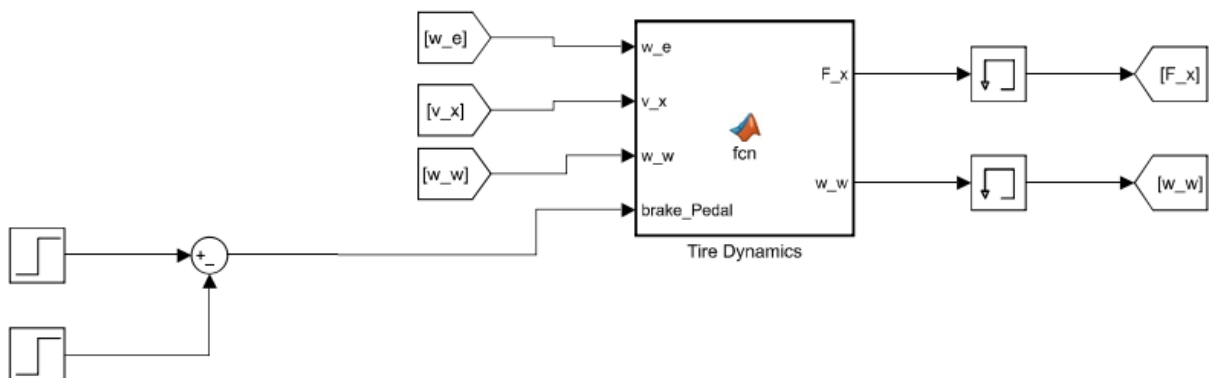 [w_e]
w_e
F_x
[F_x]
[v_x]
v_x
fcn
[w_w]
w_w
w_w
[w_w]
brake_Pedal
Tire Dynamics
+
-